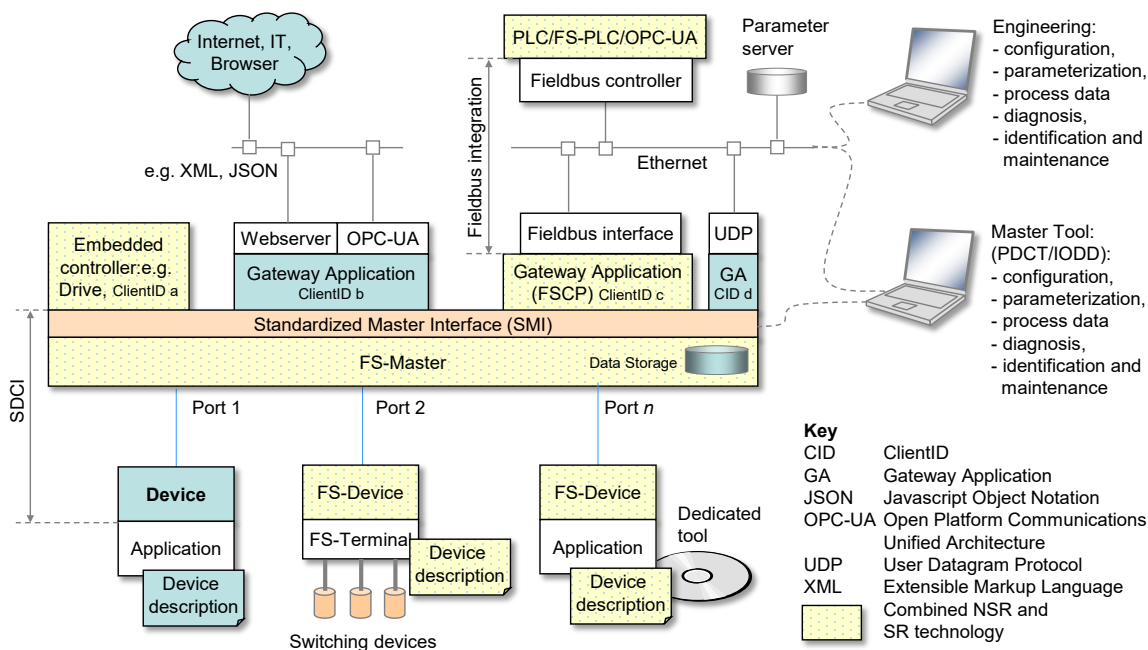 Internet, IT,
Browser
e.g. XML, JSON
PLC/FS-PLC/OPC-UA
Fieldbus controller
Fieldbus integration
Parameter
server
Ethernet
Engineering:
- configuration,
- parameterization,
- process data
- diagnosis,
- identification and
maintenance
Embedded
controller:e.g.
Drive, ClientID a
Webserver
OPC-UA
Gateway Application
ClientID b
Fieldbus interface
Gateway Application
(FSCP) ClientID c
UDP
GA
CID d
Master Tool:
(PDCT/IODD):
- configuration,
- parameterization,
- process data
- diagnosis,
- identification and
maintenance
Standardized Master Interface (SMI)
FS-Master
Data Storage
SDCI
Port 1
Port 2
Port n
Device
Application
Device
description
FS-Device
FS-Terminal
Device
description
Switching devices
FS-Device
Application
Device
description
Dedicated
tool
Key
CID ClientID
GA Gateway Application
JSON Javascript Object Notation
OPC-UA Open Platform Communications
Unified Architecture
UDP User Datagram Protocol
XML Extensible Markup Language
Combined NSR and
SR technology